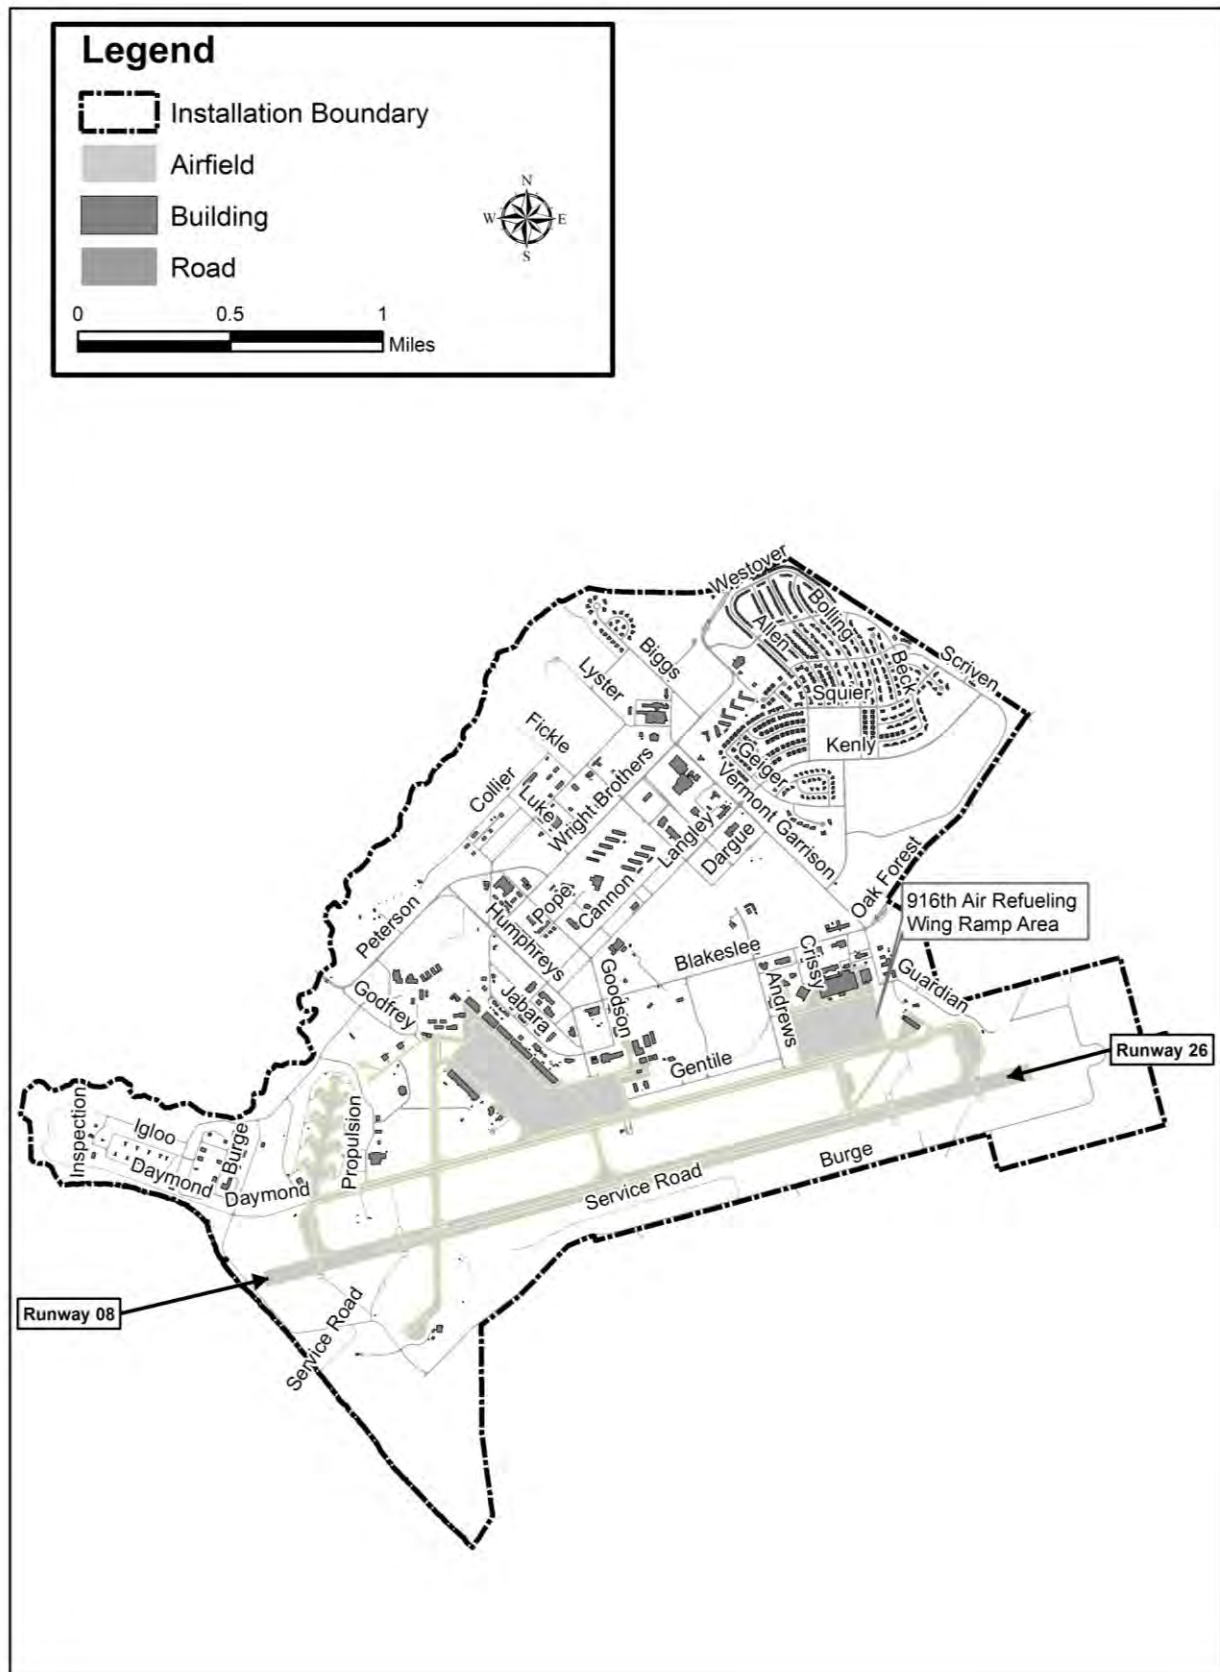 Legend
Installation Boundary
Airfield
Building
Road
N
W
E
S
0
0.5
1
Miles
Westover
Bolling
Allen
Beck
Scriven
Biggs
Lyster
Squier
Kenly
Fickle
Geiger
Collier
Luke
Wright Brothers
Vermont Garrison
Langley
Dargue
Oak Forest
916th Air Refueling
Wing Ramp Area
Pope
Cannon
Peterson
Humphreys
Blakeslee
Crissy
Guardian
Godfrey
Jabara
Goodson
Andrews
Gentile
Runway 26
Inspection
Igloo
Burge
Propulsion
Daymond
Daymond
Burge
Service Road
Runway 08
Service Road